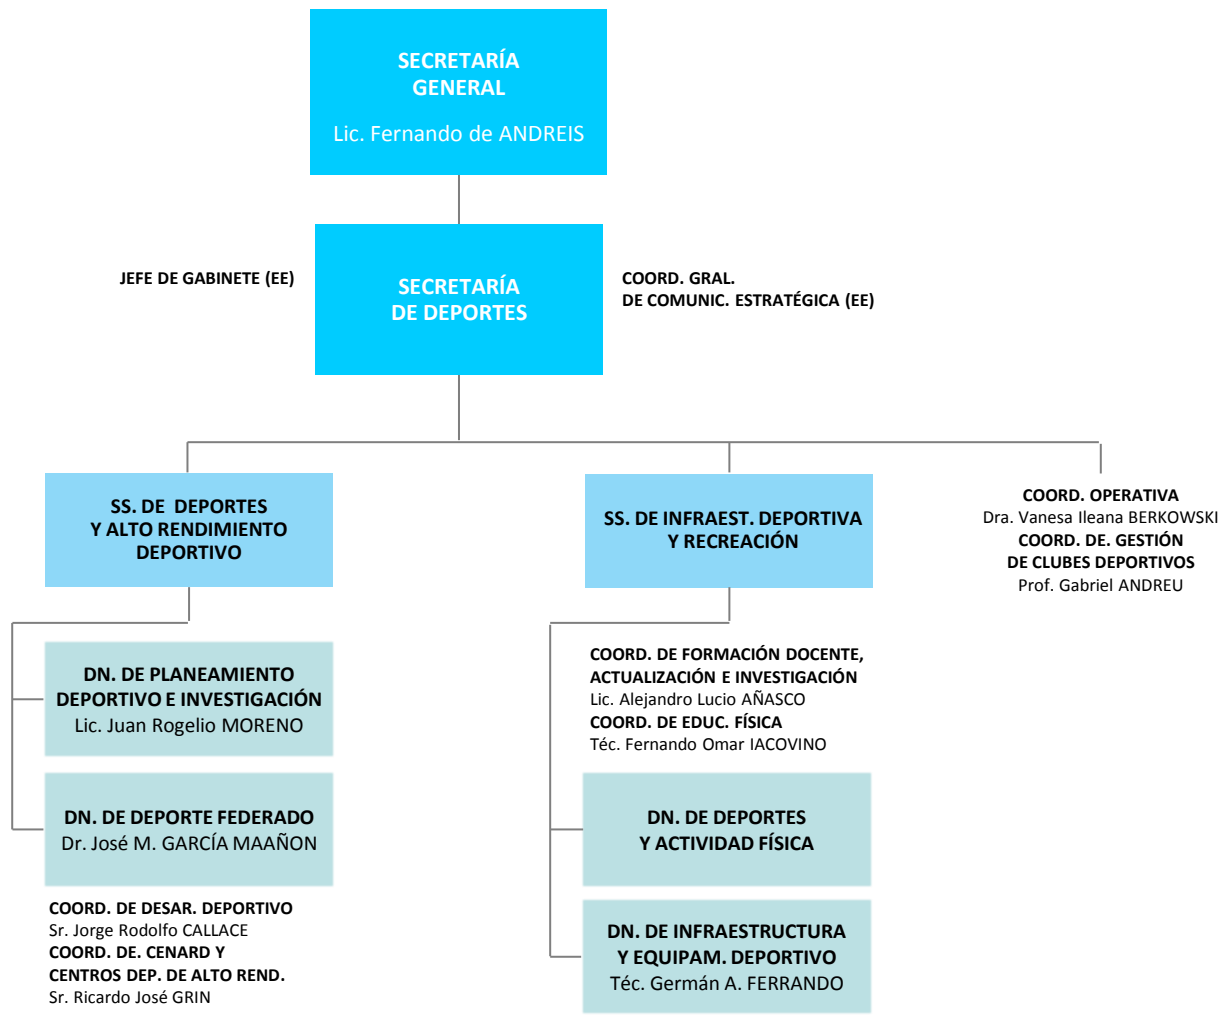 SECRETARÍA
GENERAL
Lic. Fernando de ANDREIS
JEFE DE GABINETE (EE)
SECRETARÍA
DE DEPORTES
COORD. GRAL.
DE COMUNIC. ESTRATÉGICA (EE)
SS. DE DEPORTES
Y ALTO RENDIMIENTO
DEPORTIVO
DN. DE PLANEAMIENTO
DEPORTIVO E INVESTIGACIÓN
Lic. Juan Rogelio MORENO
DN. DE DEPORTE FEDERADO
Dr. José M. GARCÍA MAAÑON
COORD. DE DESAR. DEPORTIVO
Sr. Jorge Rodolfo CALLACE
COORD. DE. CENARD Y
CENTROS DEP. DE ALTO REND.
Sr. Ricardo José GRIN
SS. DE INFRAEST. DEPORTIVA
Y RECREACIÓN
COORD. DE FORMACIÓN DOCENTE,
ACTUALIZACIÓN E INVESTIGACIÓN
Lic. Alejandro Lucio AÑASCO
COORD. DE EDUC. FÍSICA
Téc. Fernando Omar IACOVINO
DN. DE DEPORTES
Y ACTIVIDAD FÍSICA
DN. DE INFRAESTRUCTURA
Y EQUIPAM. DEPORTIVO
Téc. Germán A. FERRANDO
COORD. OPERATIVA
Dra. Vanesa Ileana BERKOWSKI
COORD. DE. GESTIÓN
DE CLUBES DEPORTIVOS
Prof. Gabriel ANDREU